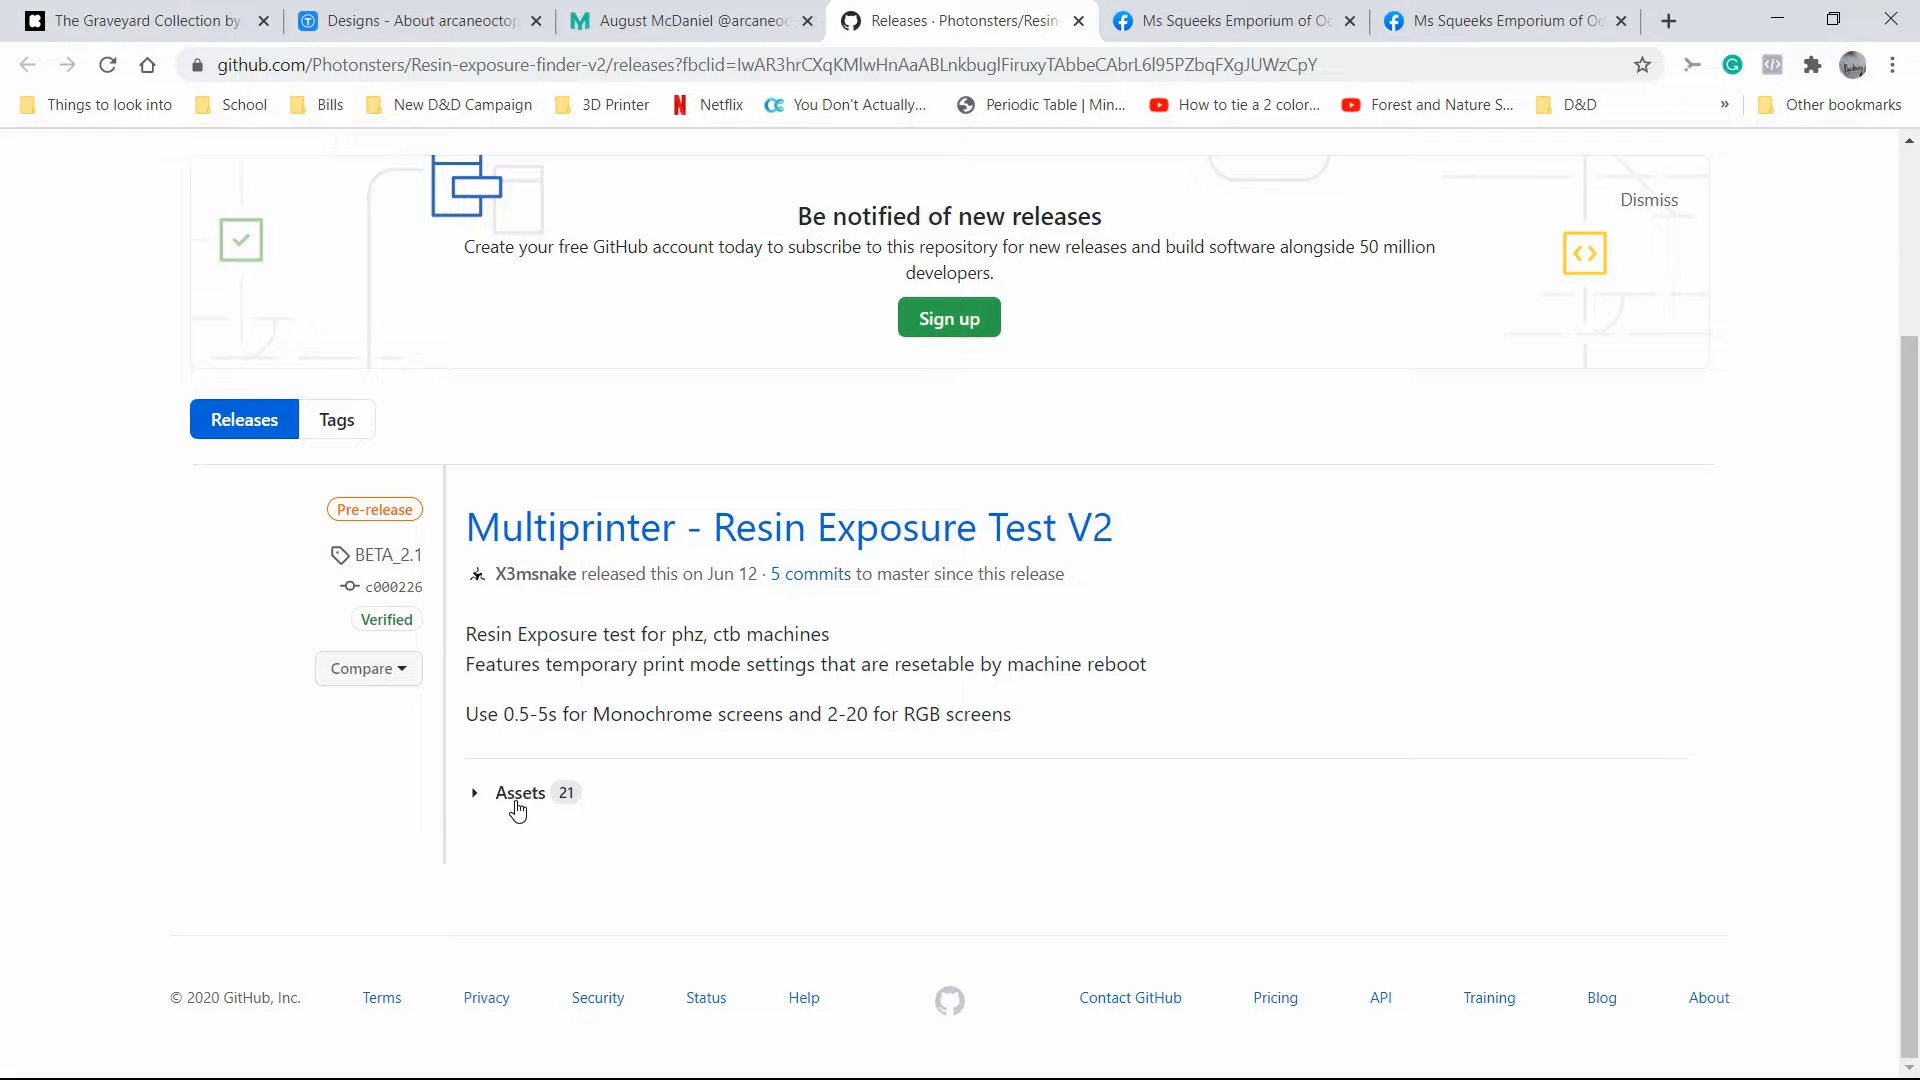 The Graveyard Collection by
Designs - About arcaneoctop
August McDaniel @arcaneoc
Releases · Photonsters/Resin
Ms Squeeks Emporium of Oc
Ms Squeeks Emporium of Oc
github.com/Photonsters/Resin-exposure-finder-v2/releases?fbclid=IwAR3hrCXqKMlwHnAaABLnkbuglFiruxyTAbbeCAbrL6l95PZbqFXgJUWzCpY
Things to look into
School
Bills
New D&D Campaign
3D Printer
Netflix
You Don't Actually...
Periodic Table | Min...
How to tie a 2 color...
Forest and Nature S...
D&D
»
Other bookmarks
Dismiss
Be notified of new releases
Create your free GitHub account today to subscribe to this repository for new releases and build software alongside 50 million
developers.
Sign up
Releases
Tags
Pre-release
BETA_2.1
c000226
Verified
Compare
Multiprinter - Resin Exposure Test V2
X3msnake released this on Jun 12 · 5 commits to master since this release
Resin Exposure test for phz, ctb machines
Features temporary print mode settings that are resetable by machine reboot
Use 0.5-5s for Monochrome screens and 2-20 for RGB screens
Assets 21
© 2020 GitHub, Inc.
Terms
Privacy
Security
Status
Help
Contact GitHub
Pricing
API
Training
Blog
About